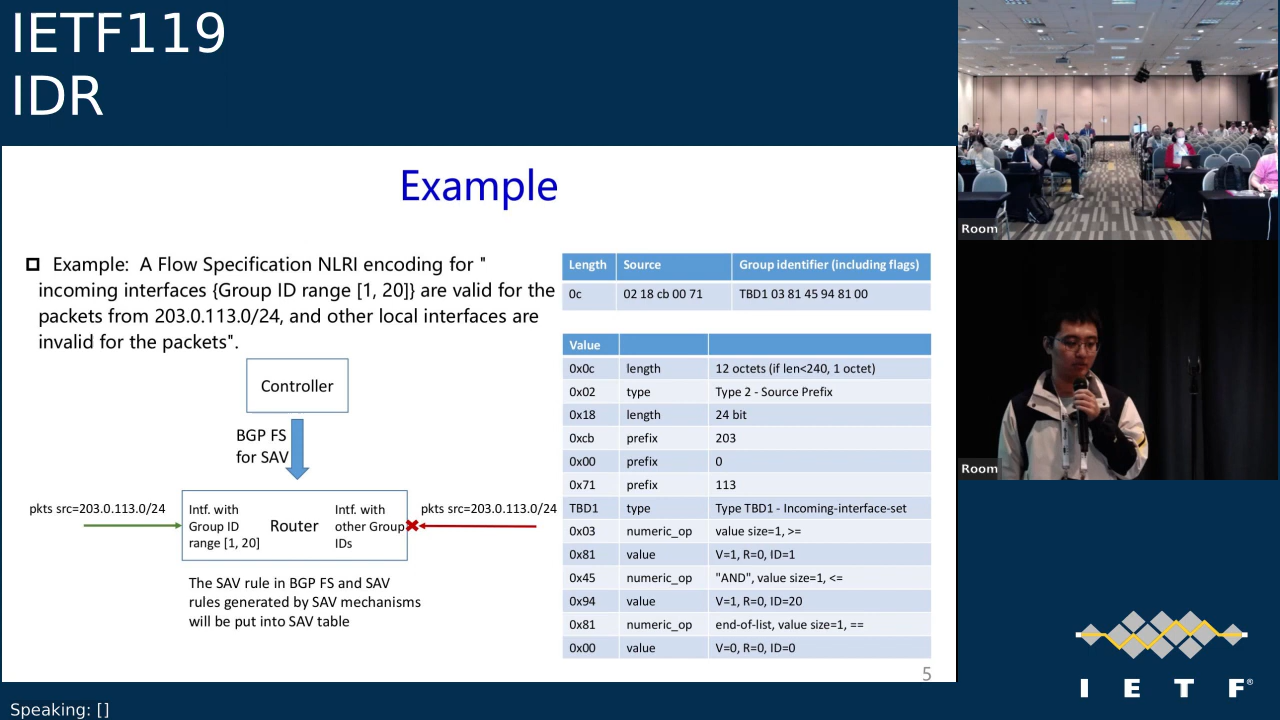 IETF119
IDR
Example
Example: A Flow Specification NLRI encoding for "
incoming interfaces {Group ID range [1, 20]} are valid for the
packets from 203.0.113.0/24, and other local interfaces are
invalid for the packets".
Controller
BGP FS
for SAV
pkts src=203.0.113.0/24
Intf. with
Group ID
range [1, 20]
Router
Intf. with
other Group
IDs
pkts src=203.0.113.0/24
The SAV rule in BGP FS and SAV
rules generated by SAV mechanisms
will be put into SAV table
Length Source Group identifier (including flags)
0c 02 18 cb 00 71 TBD1 03 81 45 94 81 00
Value
0x0c length 12 octets (if len<240, 1 octet)
0x02 type Type 2 - Source Prefix
0x18 length 24 bit
0xcb prefix 203
0x00 prefix 0
0x71 prefix 113
TBD1 type Type TBD1 - Incoming-interface-set
0x03 numeric_op value size=1, >=
0x81 value V=1, R=0, ID=1
0x45 numeric_op "AND", value size=1, <=
0x94 value V=1, R=0, ID=20
0x81 numeric_op end-of-list, value size=1, ==
0x00 value V=0, R=0, ID=0
5
Room
Room
I E T F®
Speaking: []